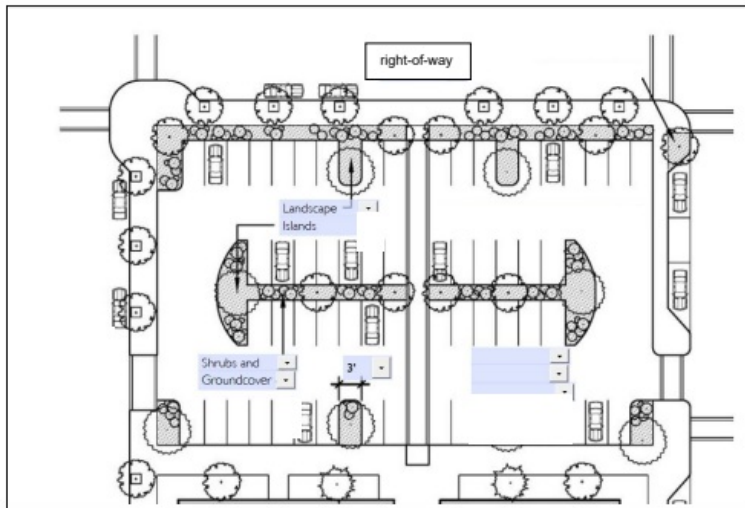 right-of-way
Landscape
Islands
Shrubs and
Groundcover
3'